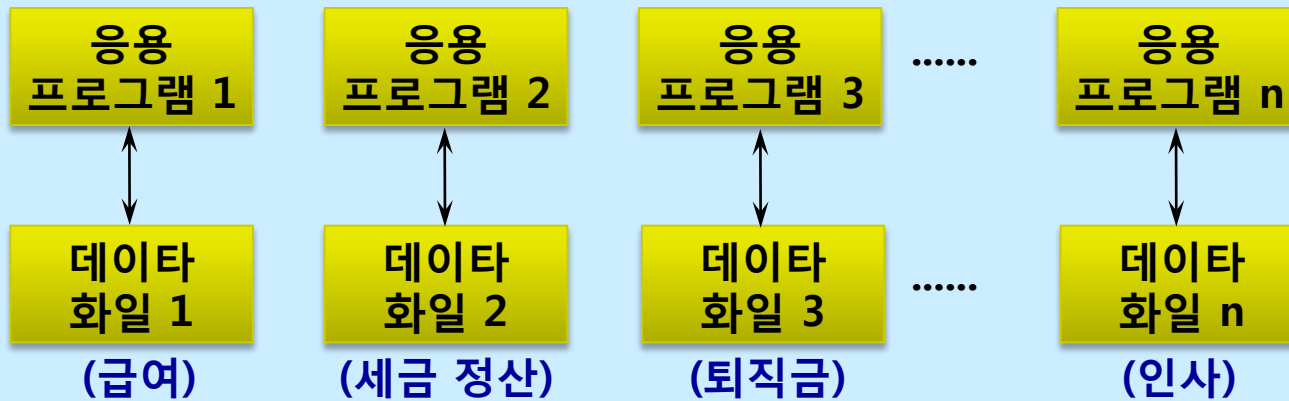 응용
프로그램 1
응용
프로그램 2
응용
프로그램 3
......
응용
프로그램 n
데이타
화일 1
데이타
화일 2
데이타
화일 3
......
데이타
화일 n
(급여)
(세금 정산)
(퇴직금)
(인사)